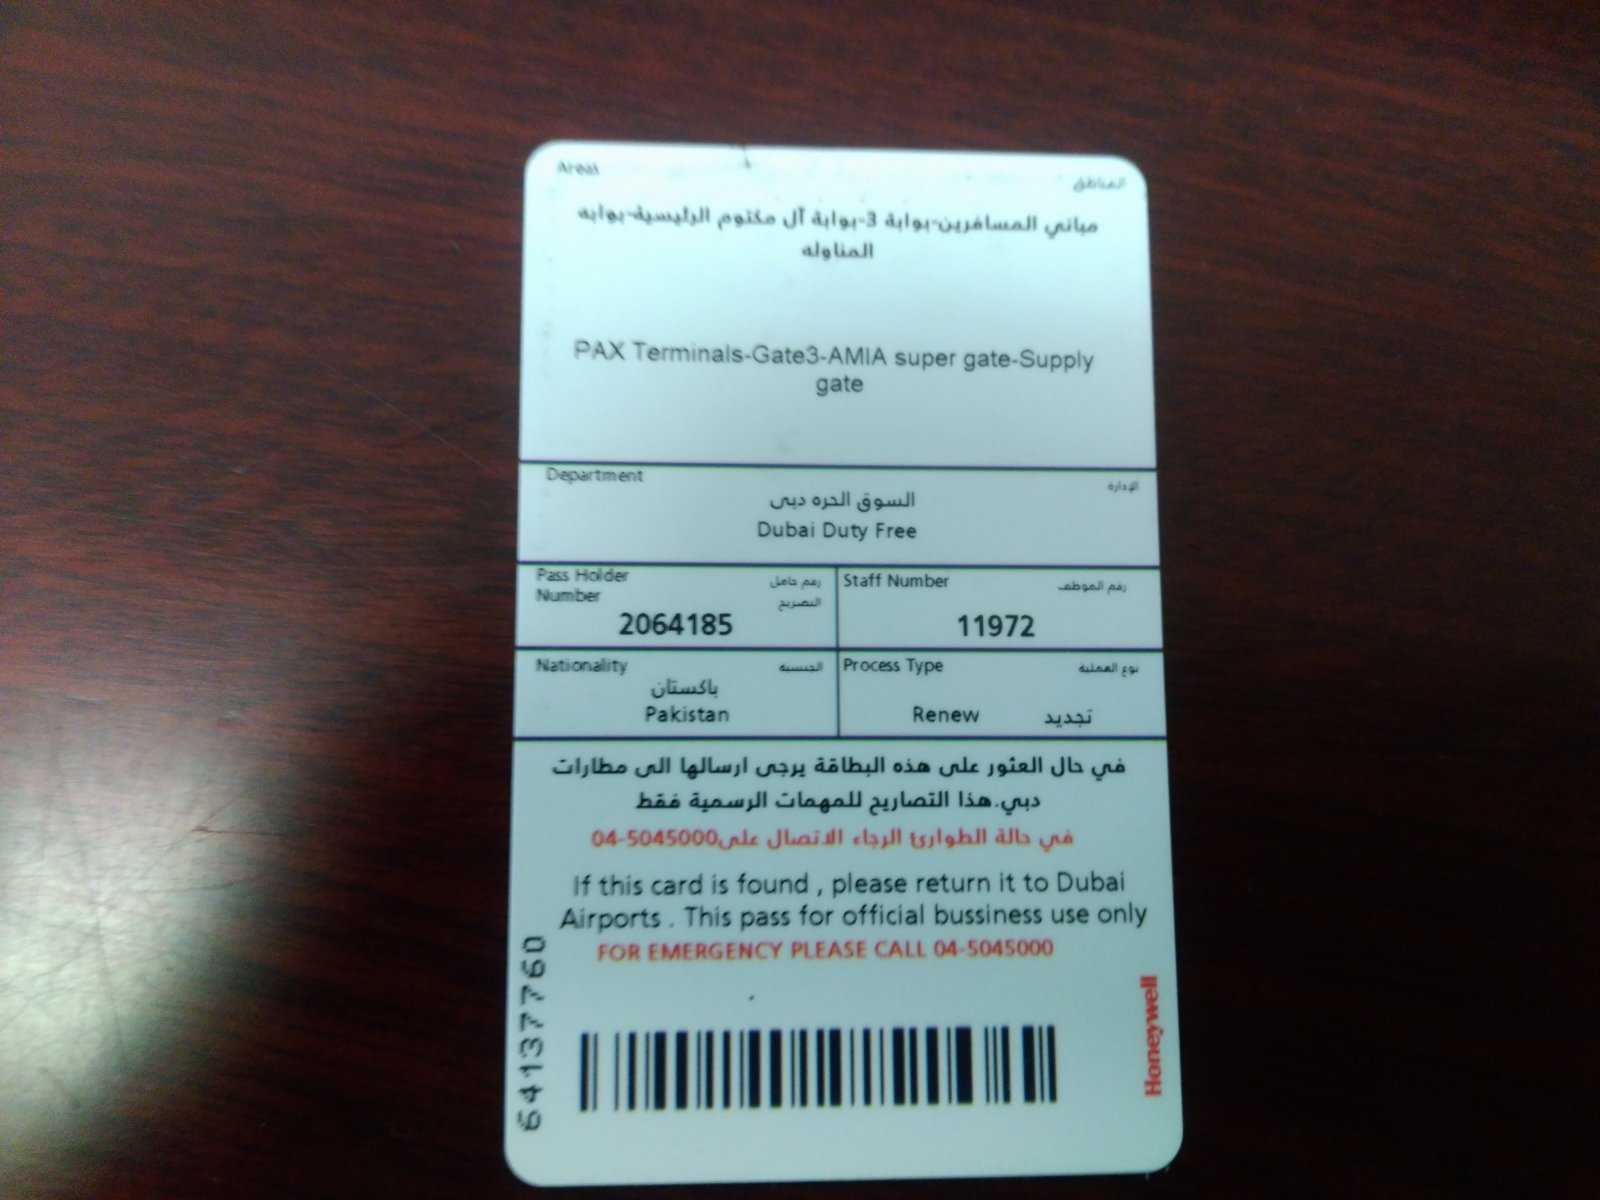 Areas
المناطق
مباني المسافرين-بوابة 3-بوابة آل مكتوم الرئيسية-بوابه
المناوله
PAX Terminals-Gate3-AMIA super gate-Supply
gate
Department
الإدارة
السوق الحره دبى
Dubai Duty Free
Pass Holder
Number
رقم حامل
التصريح
2064185
Staff Number
رقم الموظف
11972
Nationality
الجنسية
باكستان
Pakistan
Process Type
نوع العملية
Renew تجديد
في حال العثور على هذه البطاقة يرجى ارسالها الى مطارات
دبي.هذا التصاريح للمهمات الرسمية فقط
في حالة الطوارئ الرجاء الاتصال على04-5045000
If this card is found , please return it to Dubai
Airports . This pass for official bussiness use only
FOR EMERGENCY PLEASE CALL 04-5045000
64137760
Honeywell